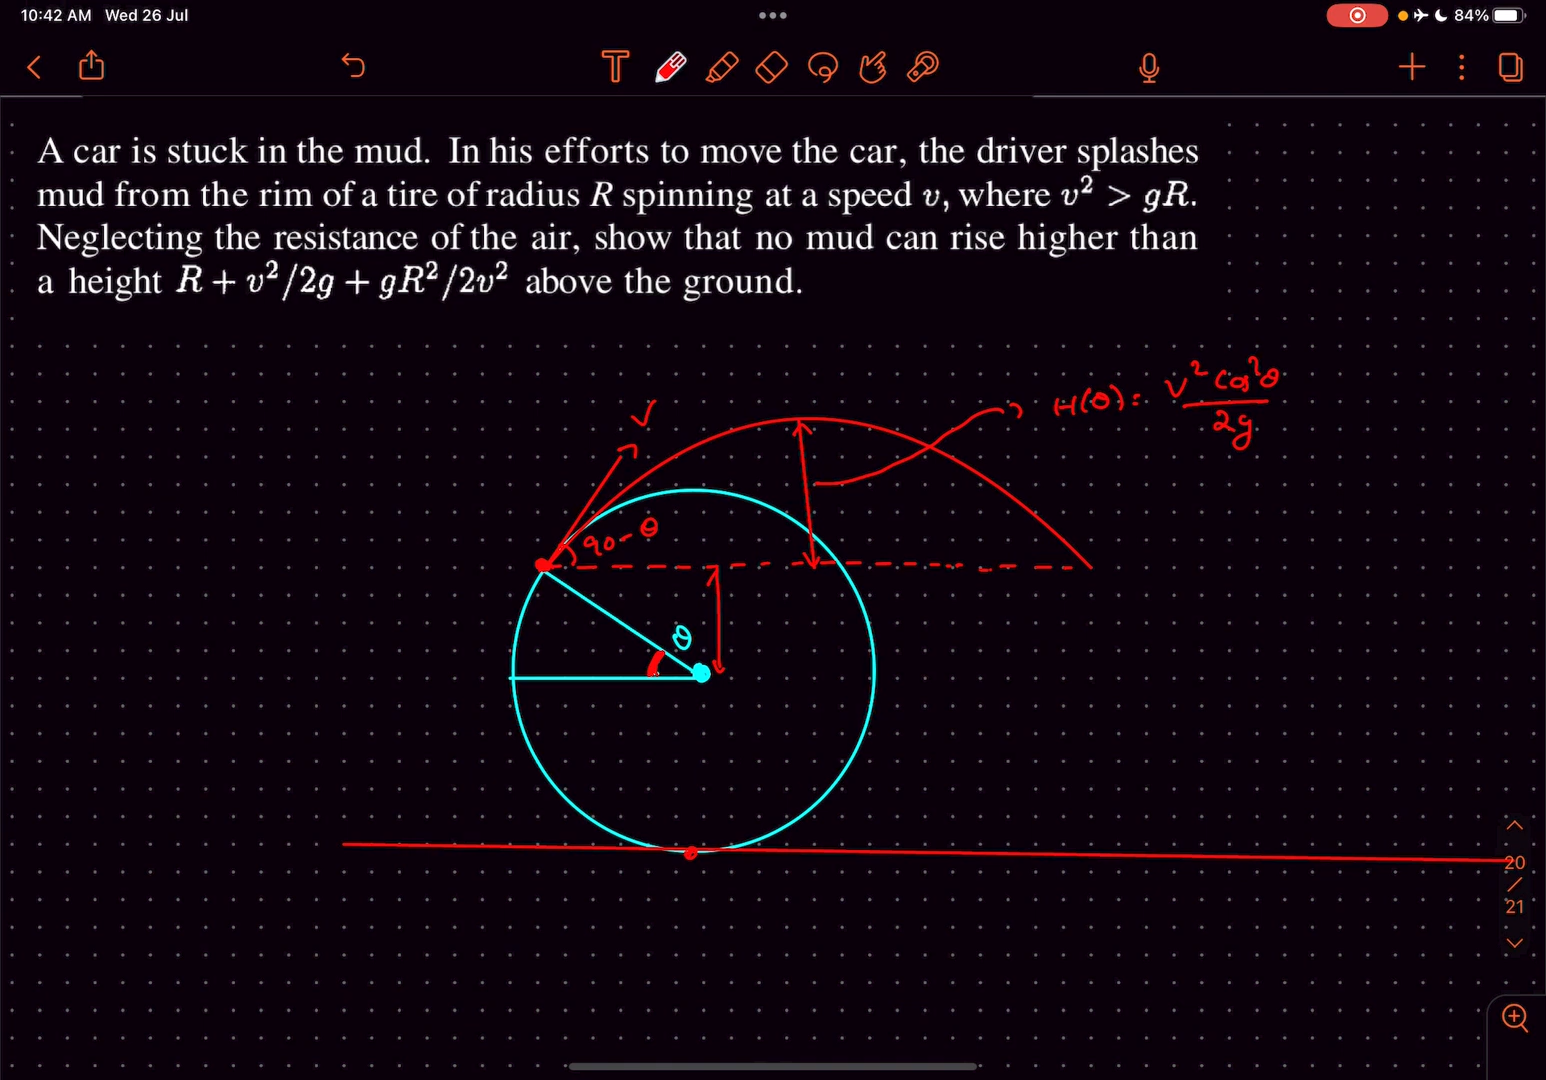 10:42 AM Wed 26 Jul
84%
A car is stuck in the mud. In his efforts to move the car, the driver splashes
mud from the rim of a tire of radius R spinning at a speed v, where v² > gR.
Neglecting the resistance of the air, show that no mud can rise higher than
a height R + v²/2g + gR²/2v² above the ground.
V
H(θ) = v² cos²θ / 2g
90-θ
θ
20
/
21